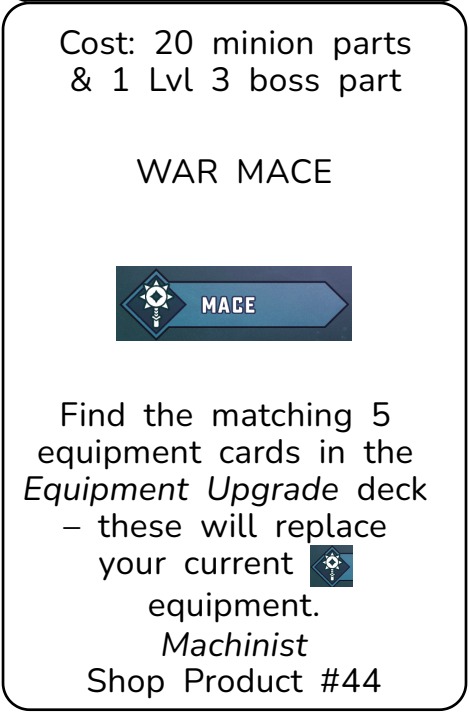 Cost: 20 minion parts
& 1 Lvl 3 boss part
WAR MACE
MACE
Find the matching 5
equipment cards in the
Equipment Upgrade deck
– these will replace
your current
equipment.
Machinist
Shop Product #44